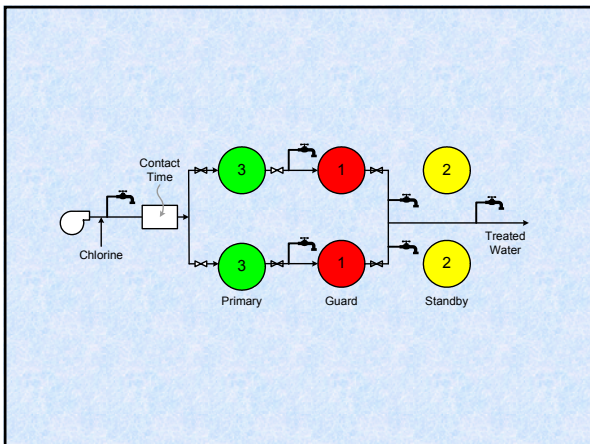 Contact
Time
3
1
2
Chlorine
Treated
Water
3
1
2
Primary
Guard
Standby